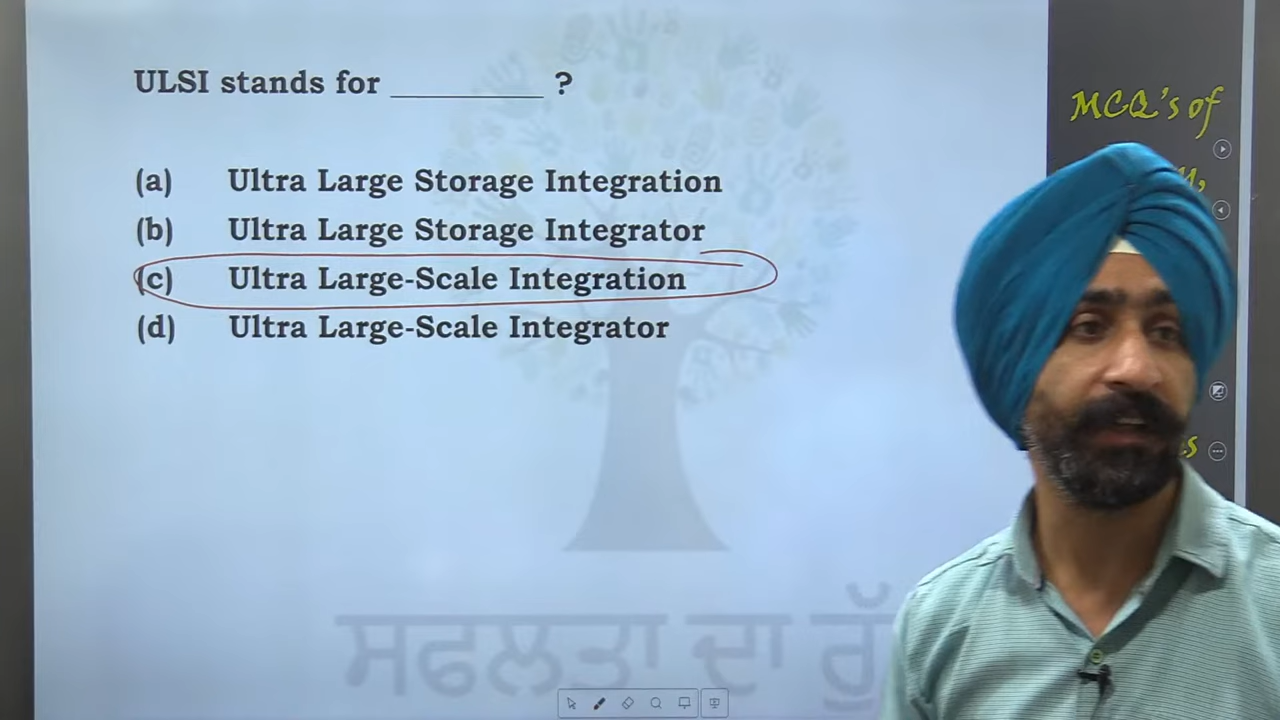 ULSI stands for __________ ?
(a) Ultra Large Storage Integration
(b) Ultra Large Storage Integrator
(c) Ultra Large-Scale Integration
(d) Ultra Large-Scale Integrator
MCQ's of
ਸਫਲਤਾ ਦਾ